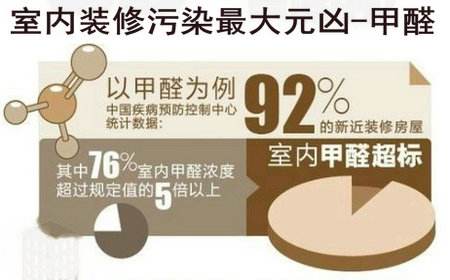 室内装修污染最大元凶-甲醛
以甲醛为例
中国疾病预防控制中心
统计数据:
92%
的新近装修房屋
其中76%室内甲醛浓度
超过规定值的5倍以上
室内甲醛超标